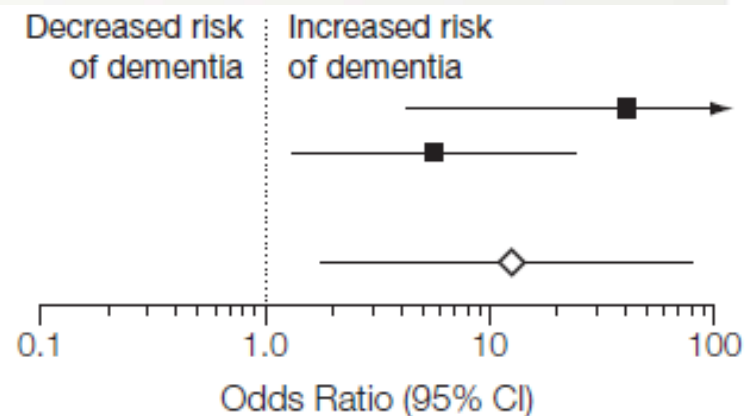 Decreased risk
of dementia
Increased risk
of dementia
0.1
1.0
10
100
Odds Ratio (95% CI)